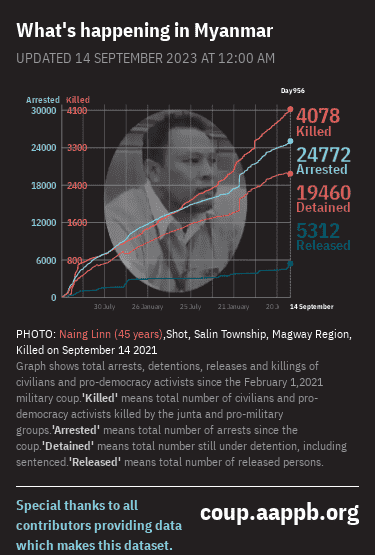 What's happening in Myanmar
UPDATED 14 SEPTEMBER 2023 AT 12:00 AM
Day956
Arrested Killed
30000 4100
24000 3300
18000 2400
12000 1600
6000 800
0
4078
Killed
24772
Arrested
19460
Detained
5312
Released
30 July 26 January 25 July 21 January 20 J 14 September
PHOTO: Naing Linn (45 years),Shot, Salin Township, Magway Region,
Killed on September 14 2021
Graph shows total arrests, detentions, releases and killings of
civilians and pro-democracy activists since the February 1,2021
military coup.'Killed' means total number of civilians and pro-
democracy activists killed by the junta and pro-military
groups.'Arrested' means total number of arrests since the
coup.'Detained' means total number still under detention, including
sentenced.'Released' means total number of released persons.
Special thanks to all
contributors providing data
which makes this dataset.
coup.aappb.org